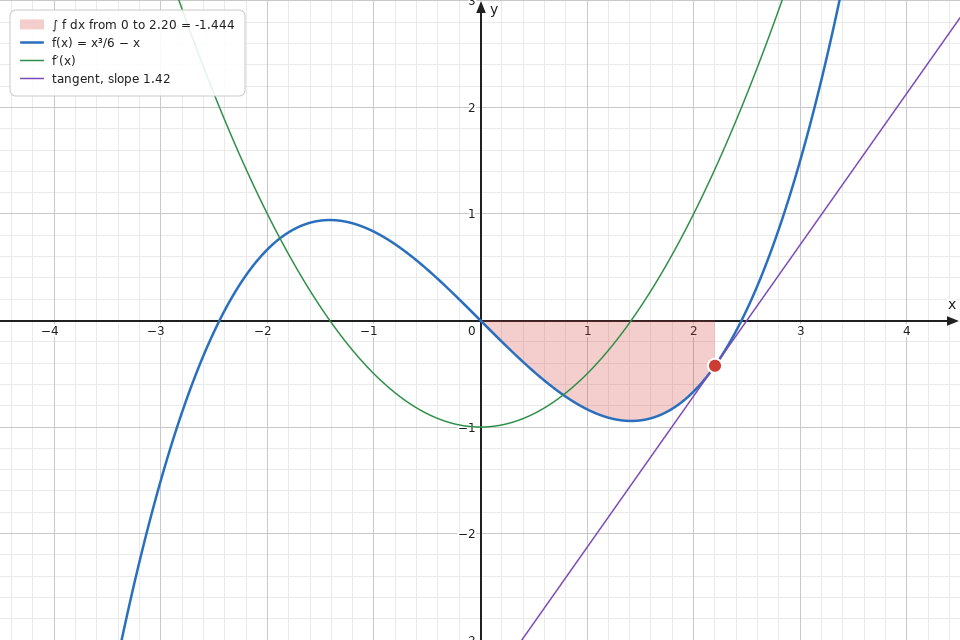 ∫ f dx from 0 to 2.20 = -1.444
f(x) = x³/6 − x
f′(x)
tangent, slope 1.42
y
3
2
1
x
−4
−3
−2
−1
0
1
2
3
4
−1
−2